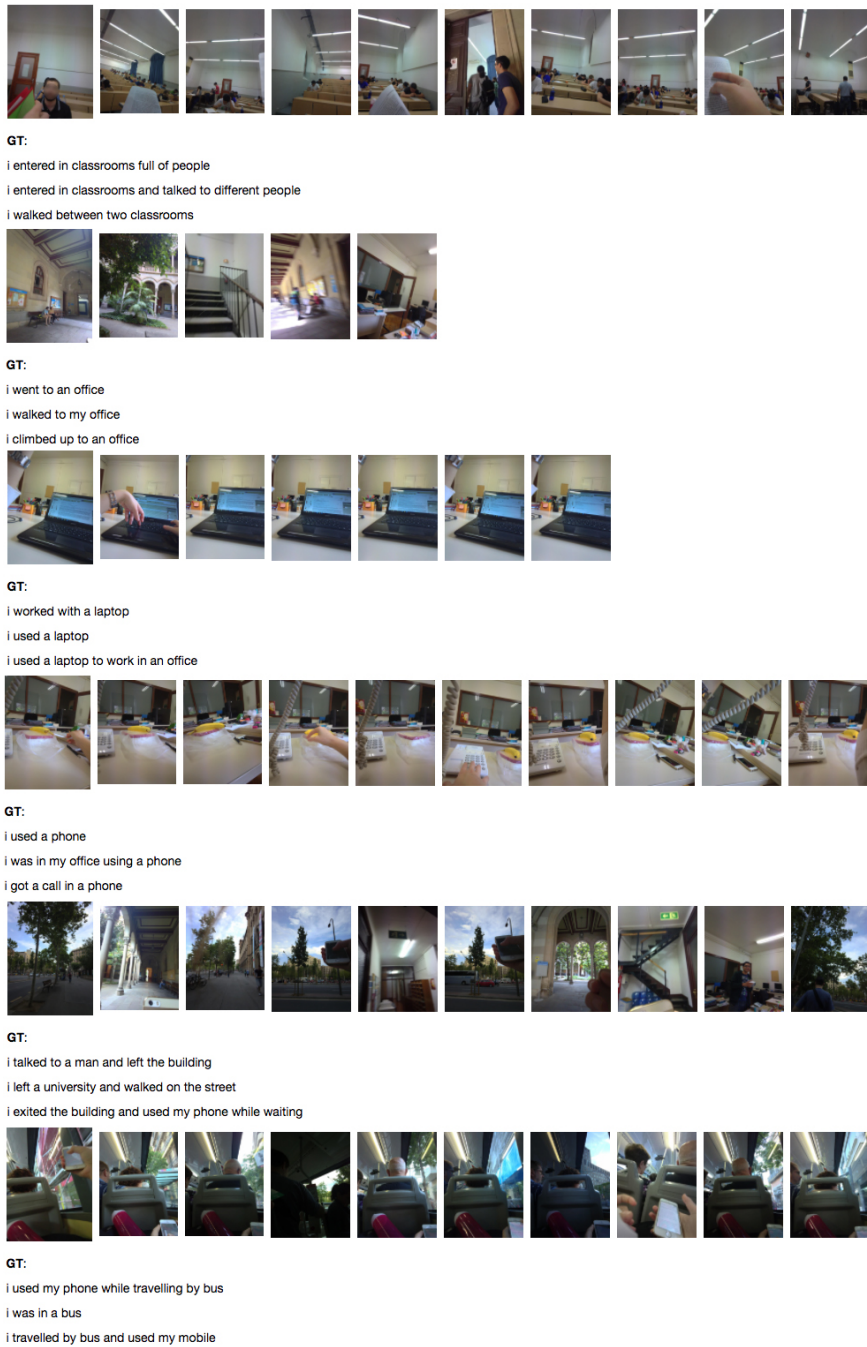 GT:
i entered in classrooms full of people
i entered in classrooms and talked to different people
i walked between two classrooms
GT:
i went to an office
i walked to my office
i climbed up to an office
GT:
i worked with a laptop
i used a laptop
i used a laptop to work in an office
GT:
i used a phone
i was in my office using a phone
i got a call in a phone
GT:
i talked to a man and left the building
i left a university and walked on the street
i exited the building and used my phone while waiting
GT:
i used my phone while travelling by bus
i was in a bus
i travelled by bus and used my mobile